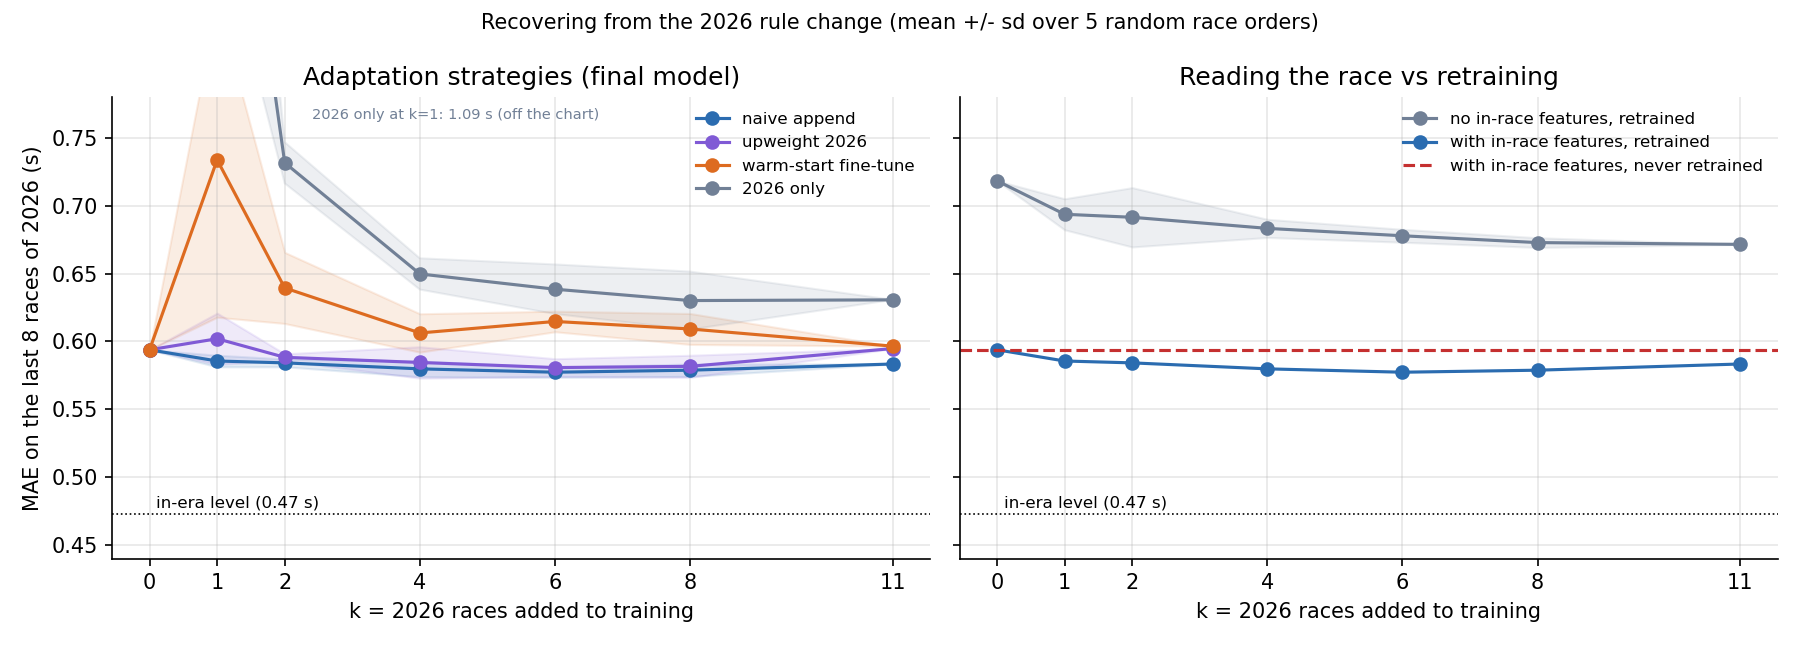 Recovering from the 2026 rule change (mean +/- sd over 5 random race orders)
Adaptation strategies (final model)
2026 only at k=1: 1.09 s (off the chart)
naive append
upweight 2026
warm-start fine-tune
2026 only
MAE on the last 8 races of 2026 (s)
0.75
0.70
0.65
0.60
0.55
0.50
0.45
in-era level (0.47 s)
0 1 2 4 6 8 11
k = 2026 races added to training
Reading the race vs retraining
no in-race features, retrained
with in-race features, retrained
with in-race features, never retrained
in-era level (0.47 s)
0 1 2 4 6 8 11
k = 2026 races added to training